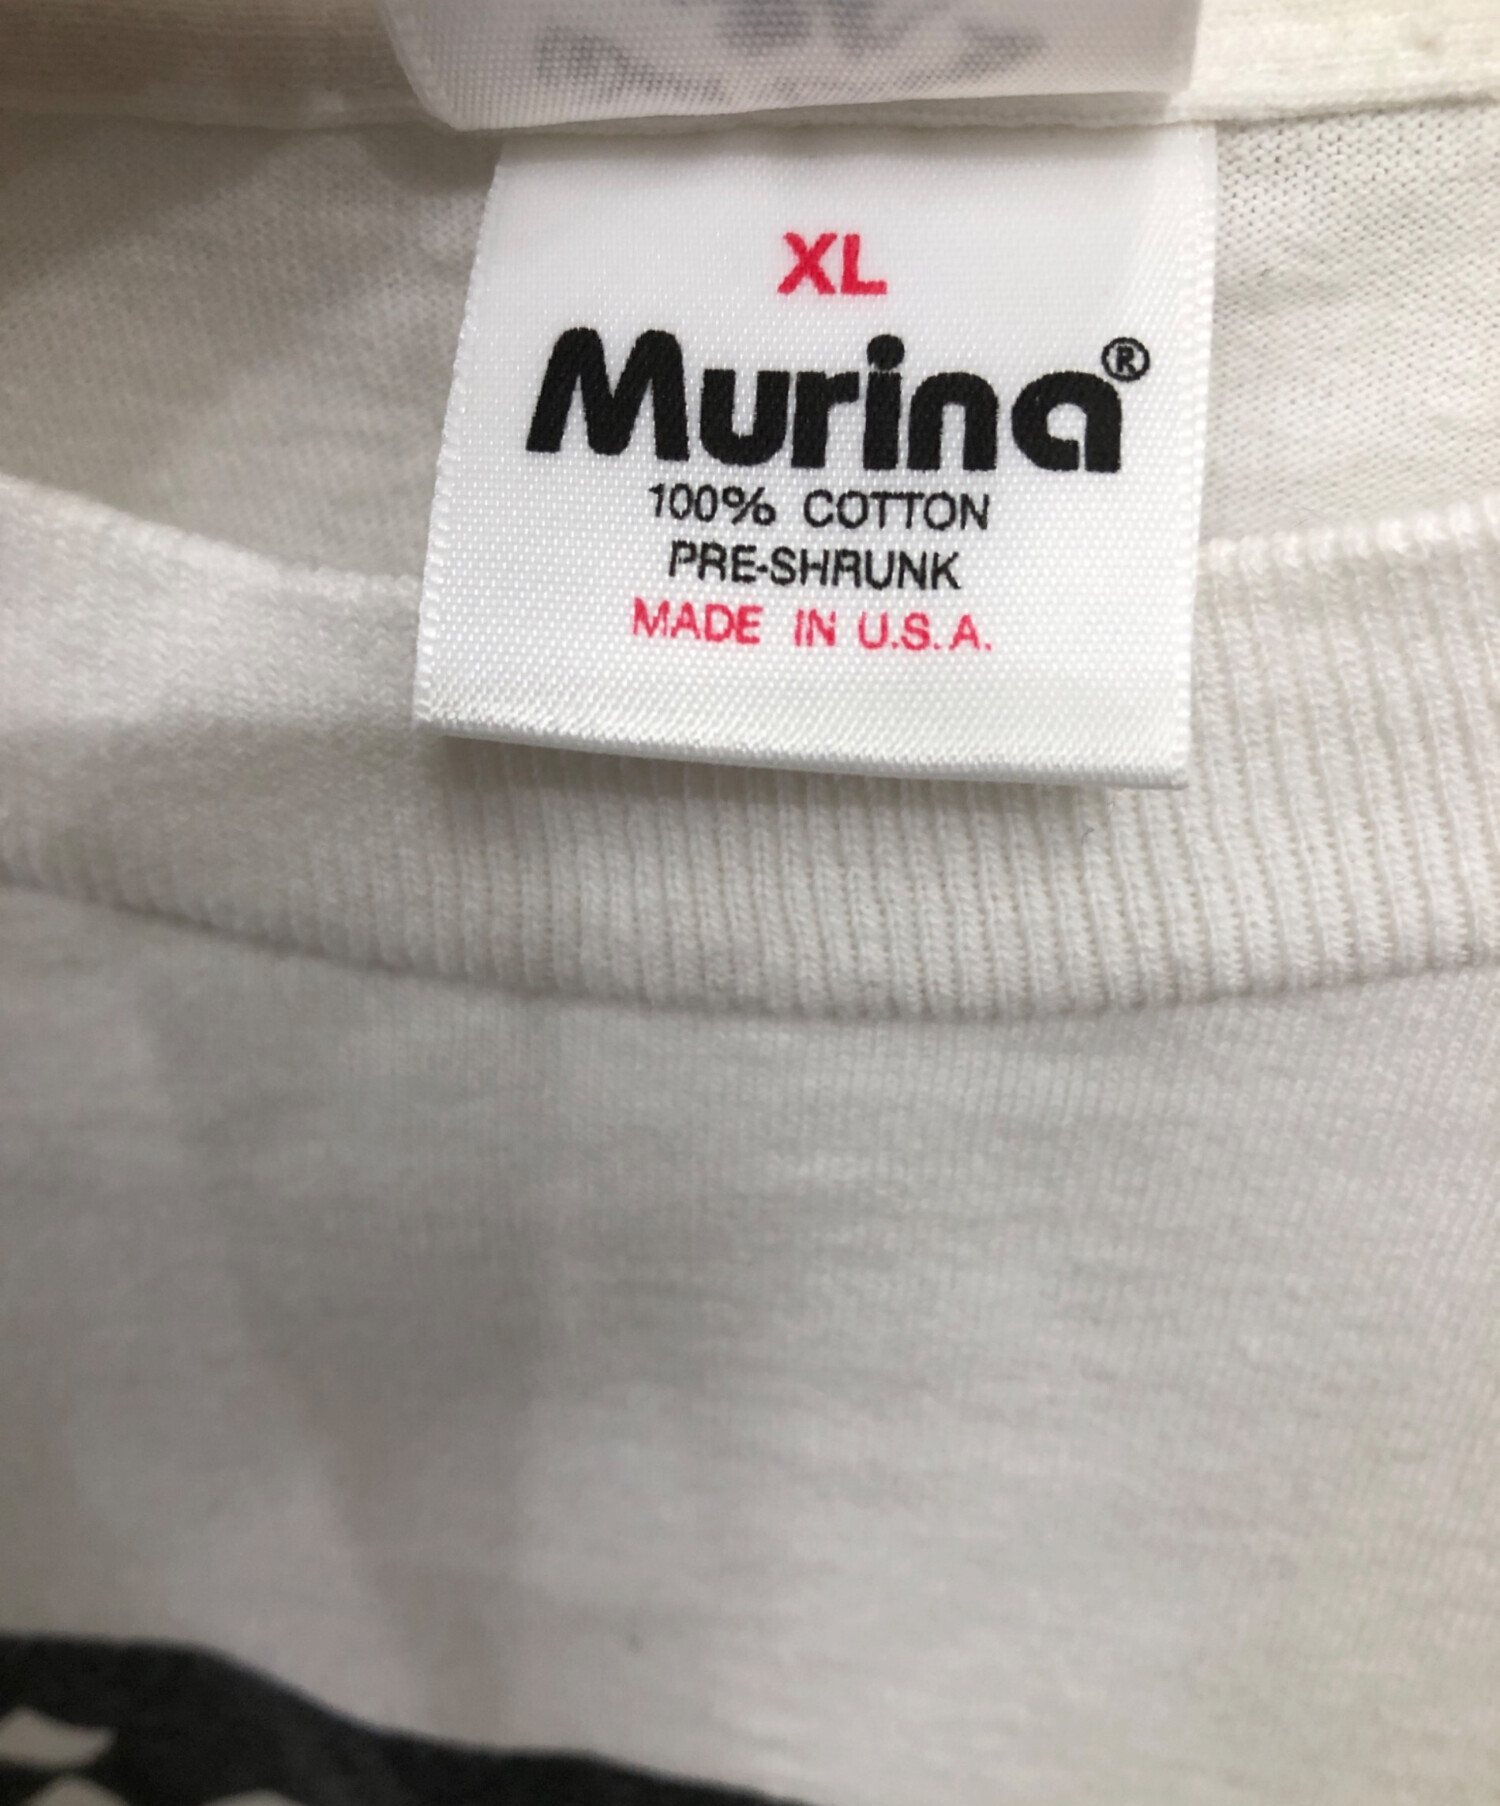 XL
Murina®
100% COTTON
PRE-SHRUNK
MADE IN U.S.A.